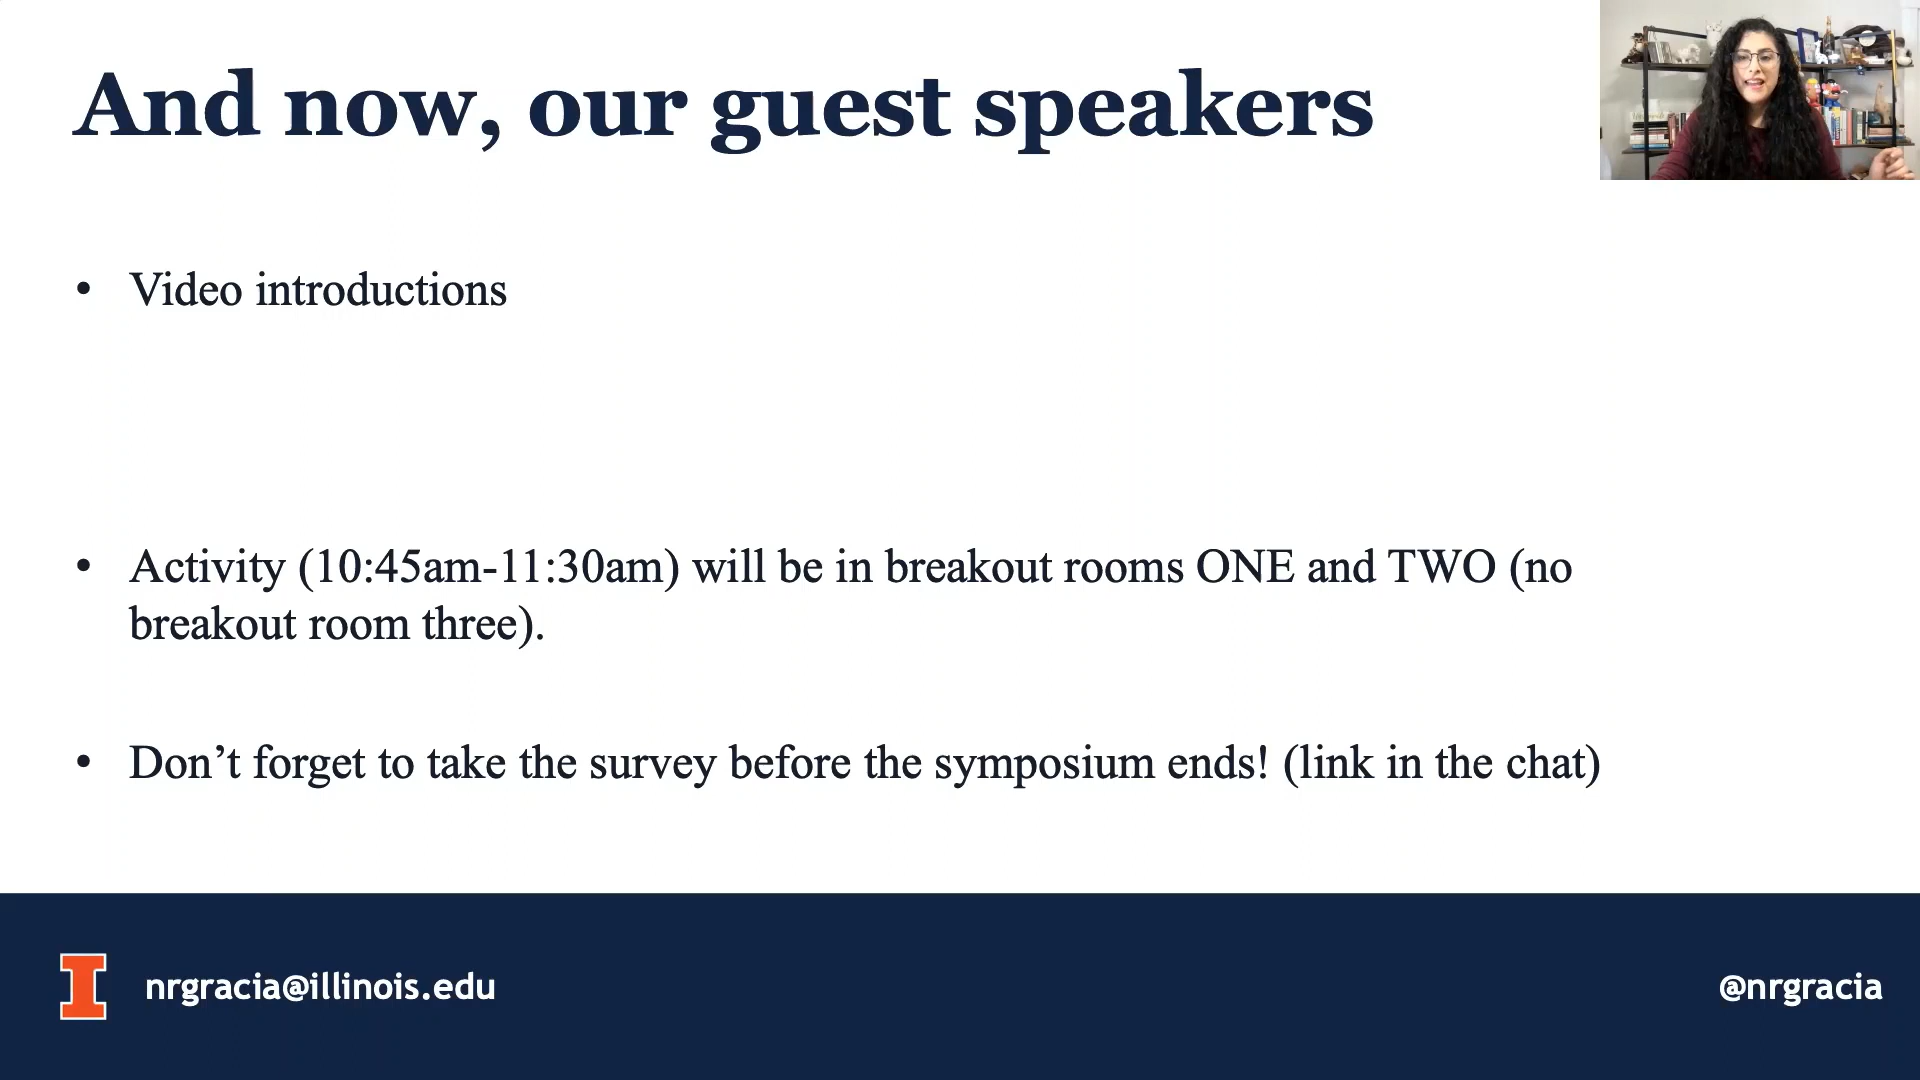 And now, our guest speakers
• Video introductions
• Activity (10:45am-11:30am) will be in breakout rooms ONE and TWO (no
breakout room three).
• Don’t forget to take the survey before the symposium ends! (link in the chat)
I nrgracia@illinois.edu
@nrgracia